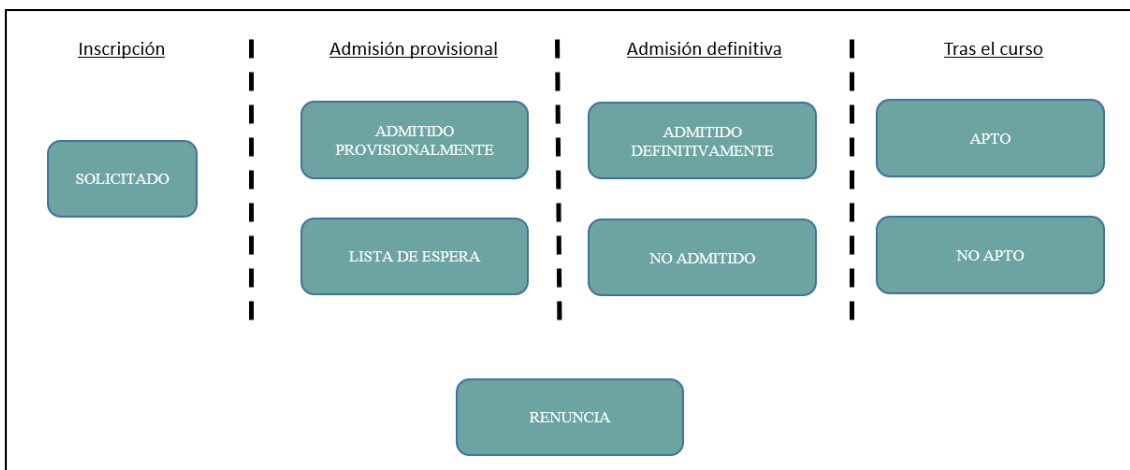 Inscripción
Admisión provisional
Admisión definitiva
Tras el curso
SOLICITADO
ADMITIDO
PROVISIONALMENTE
LISTA DE ESPERA
ADMITIDO
DEFINITIVAMENTE
NO ADMITIDO
APTO
NO APTO
RENUNCIA